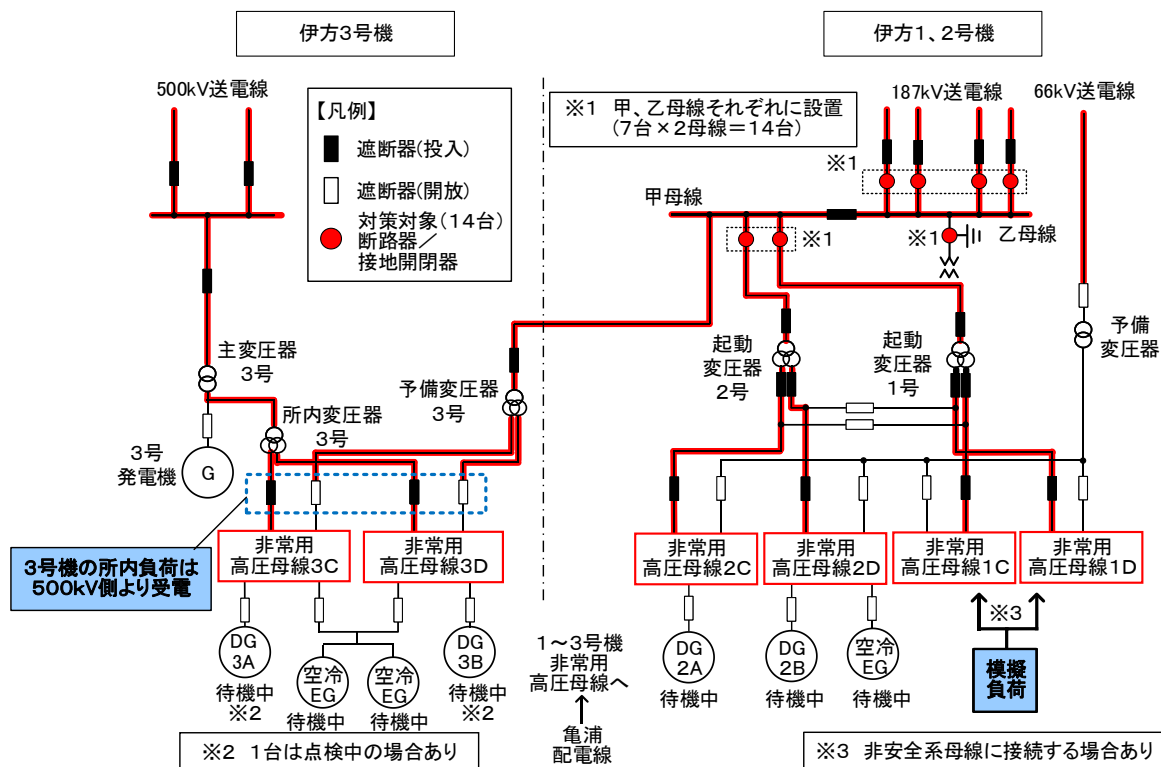 伊方3号機
伊方1、2号機
500kV送電線
【凡例】
遮断器(投入)
遮断器(開放)
対策対象(14台)
断路器／
接地開閉器
※1 甲、乙母線それぞれに設置
(7台×2母線＝14台)
187kV送電線
66kV送電線
※1
甲母線
※1
※1
乙母線
主変圧器
3号
所内変圧器
3号
予備変圧器
3号
起動
変圧器
2号
起動
変圧器
1号
予備
変圧器
3号
発電機
G
3号機の所内負荷は
500kV側より受電
非常用
高圧母線3C
非常用
高圧母線3D
非常用
高圧母線2C
非常用
高圧母線2D
非常用
高圧母線1C
非常用
高圧母線1D
DG
3A
待機中
※2
空冷
EG
待機中
空冷
EG
待機中
DG
3B
待機中
※2
1～3号機
非常用
高圧母線へ
亀浦
配電線
DG
2A
待機中
DG
2B
待機中
空冷
EG
待機中
※3
模擬
負荷
※2 1台は点検中の場合あり
※3 非安全系母線に接続する場合あり